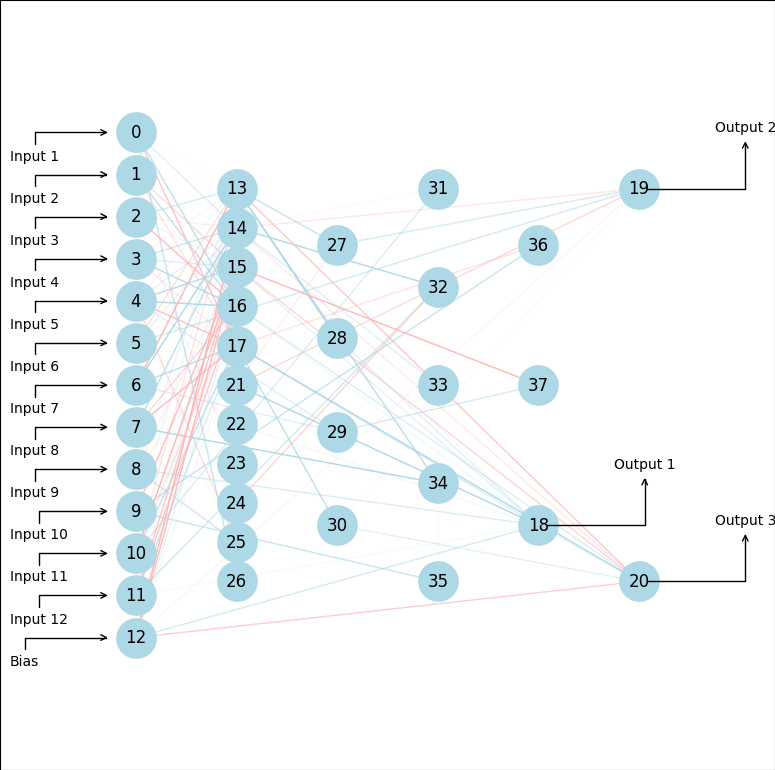 Output 2
0
Input 1
1
13
31
19
Input 2
2
14
Input 3
27
36
3
15
Input 4
32
4
16
Input 5
28
5
17
Input 6
6
21
33
37
Input 7
7
22
29
Input 8
8
23
Output 1
34
Input 9
9
24
30
18
Output 3
Input 10
10
25
Input 11
26
35
20
11
Input 12
12
Bias